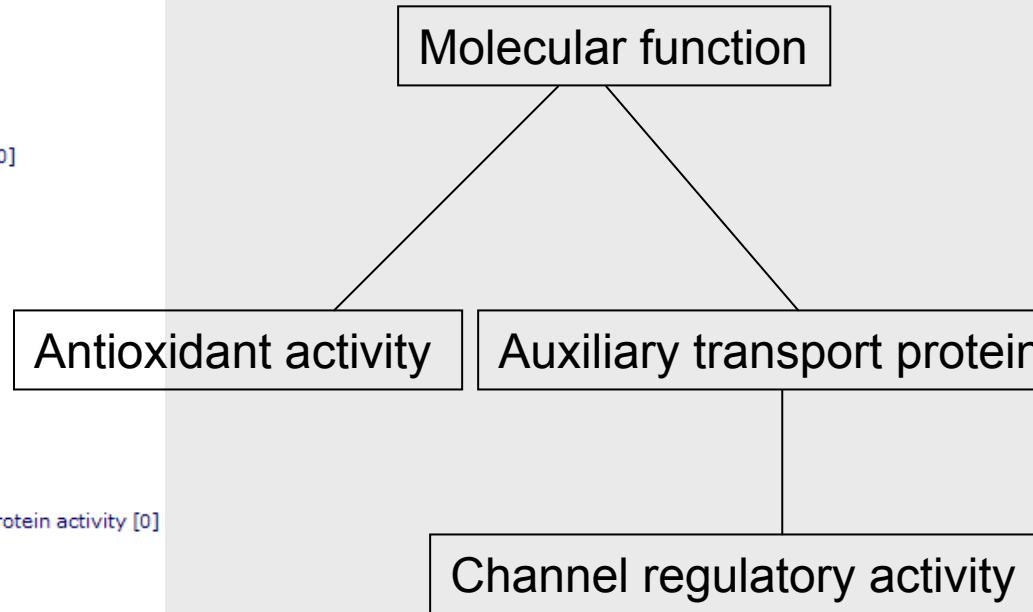 Molecular function
0]
Antioxidant activity
Auxiliary transport protein
rotein activity [0]
Channel regulatory activity